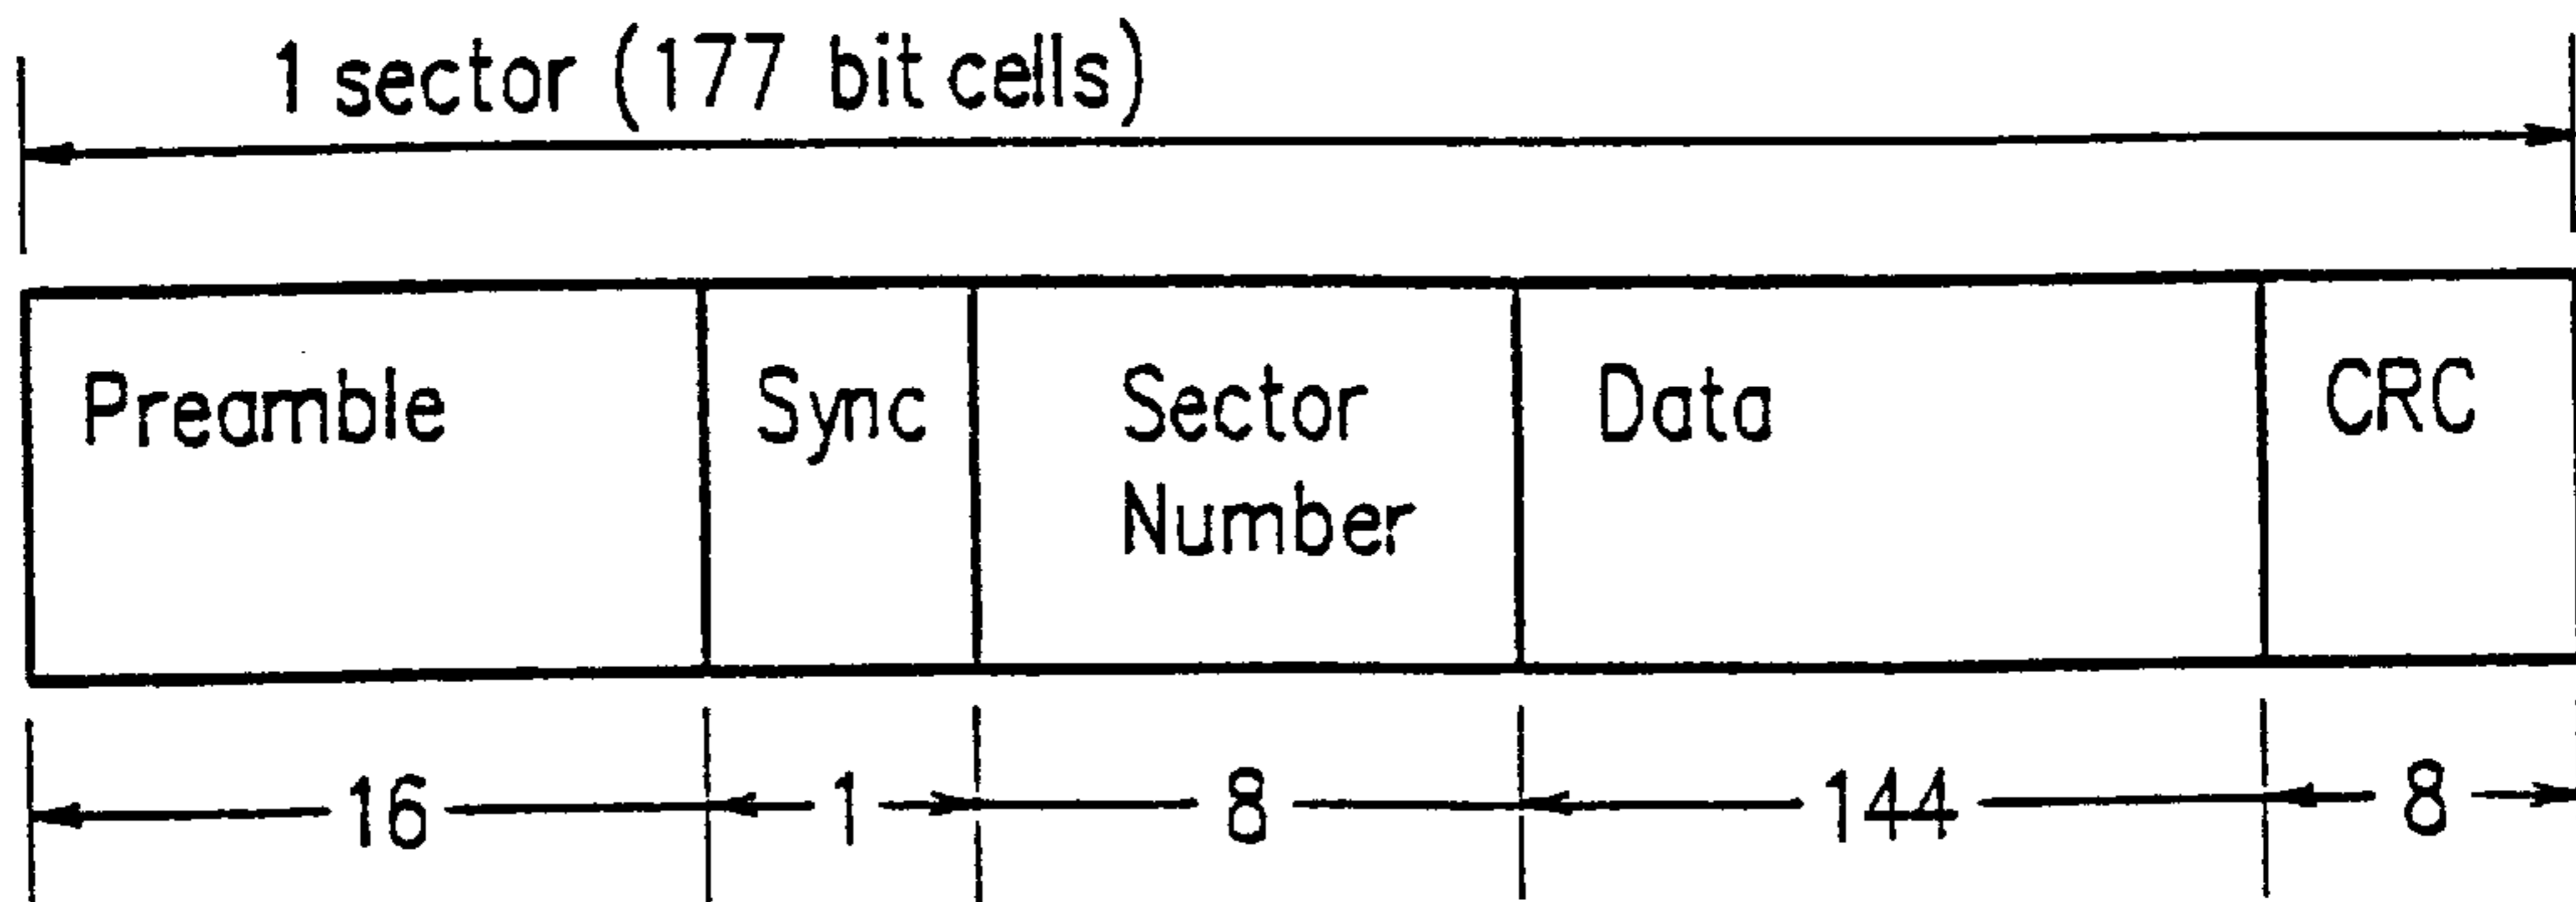 1 sector (177 bit cells)
Preamble
Sync
Sector
Number
Data
CRC
16
1
8
144
8